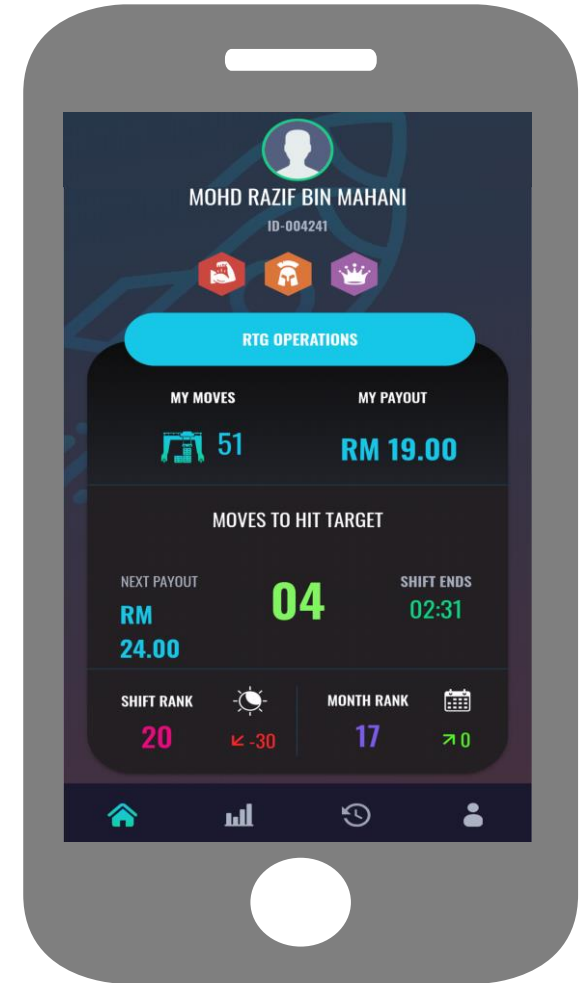 MOHD RAZIF BIN MAHANI
ID-004241
RTG OPERATIONS
MY MOVES
MY PAYOUT
51
RM 19.00
MOVES TO HIT TARGET
NEXT PAYOUT
RM
24.00
04
SHIFT ENDS
02:31
SHIFT RANK
20
-30
MONTH RANK
17
0